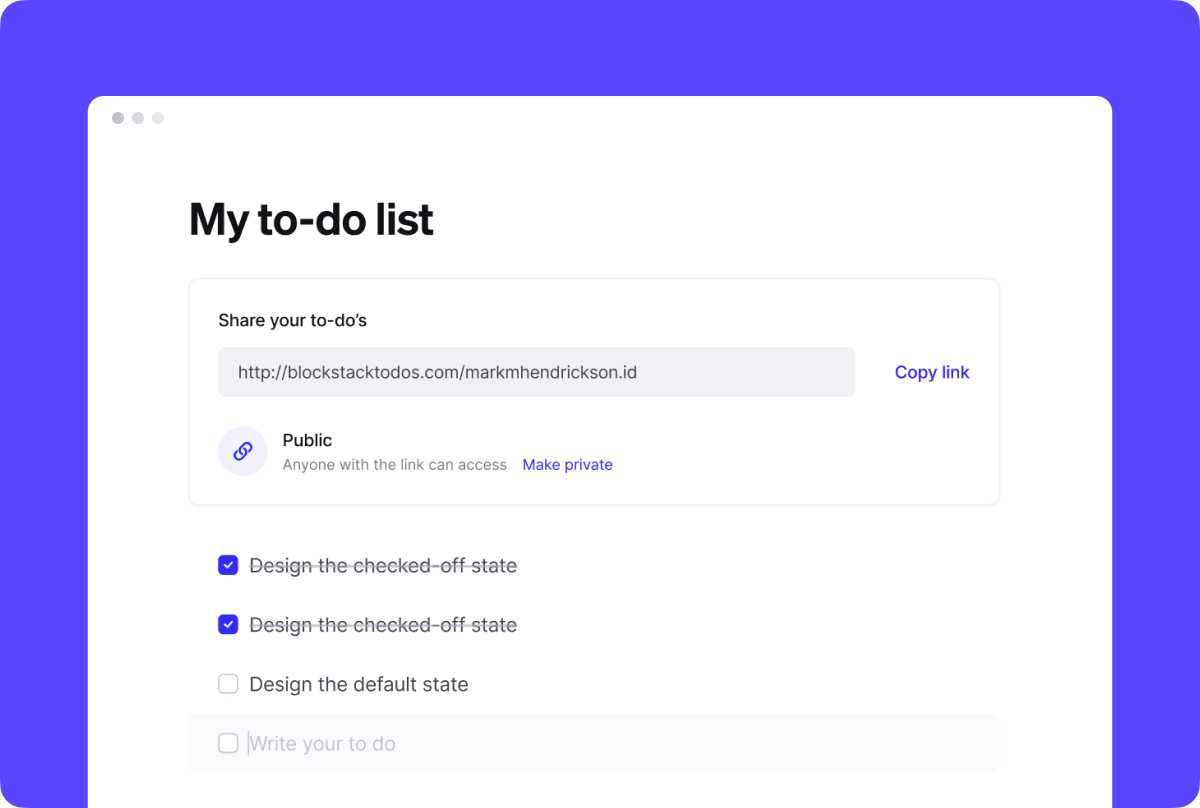 My to-do list
Share your to-do’s
http://blockstacktodos.com/markmhendrickson.id
Copy link
Public
Anyone with the link can access Make private
Design the checked-off state
Design the checked-off state
Design the default state
Write your to do